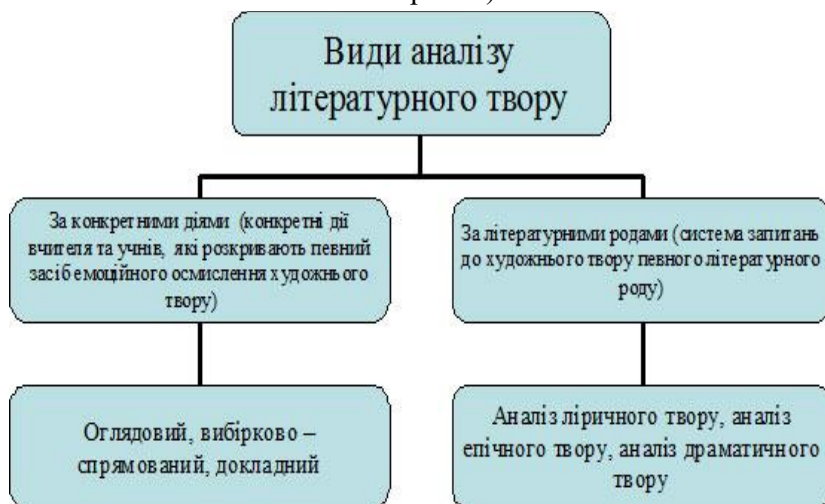 Види аналізу
літературного твору
За конкретними діями (конкретні дії
вчителя та учнів, які розкривають певний
засіб емоційного осмислення художнього
твору)
За літературними родами (система запитань
до художнього твору певного літературного
роду)
Оглядовий, вибірково –
спрямований, докладний
Аналіз ліричного твору, аналіз
епічного твору, аналіз драматичного
твору